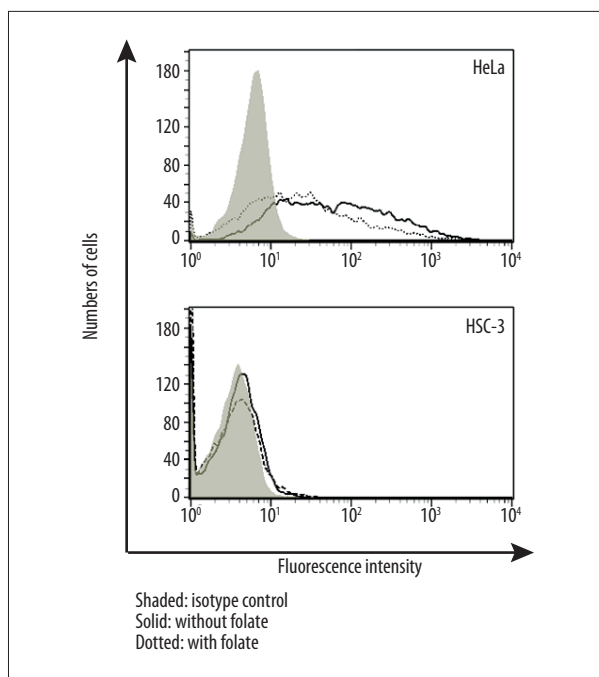 Numbers of cells
HeLa
180
120
80
40
0
10⁰ 10¹ 10² 10³ 10⁴
HSC-3
180
120
80
40
0
10⁰ 10¹ 10² 10³ 10⁴
Fluorescence intensity
Shaded: isotype control
Solid: without folate
Dotted: with folate